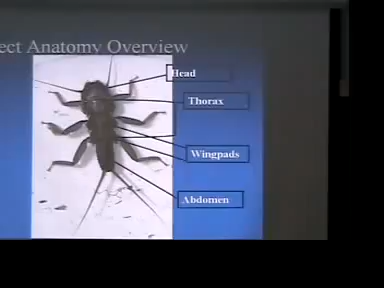 ect Anatomy Overview
Head
Thorax
Wingpads
Abdomen